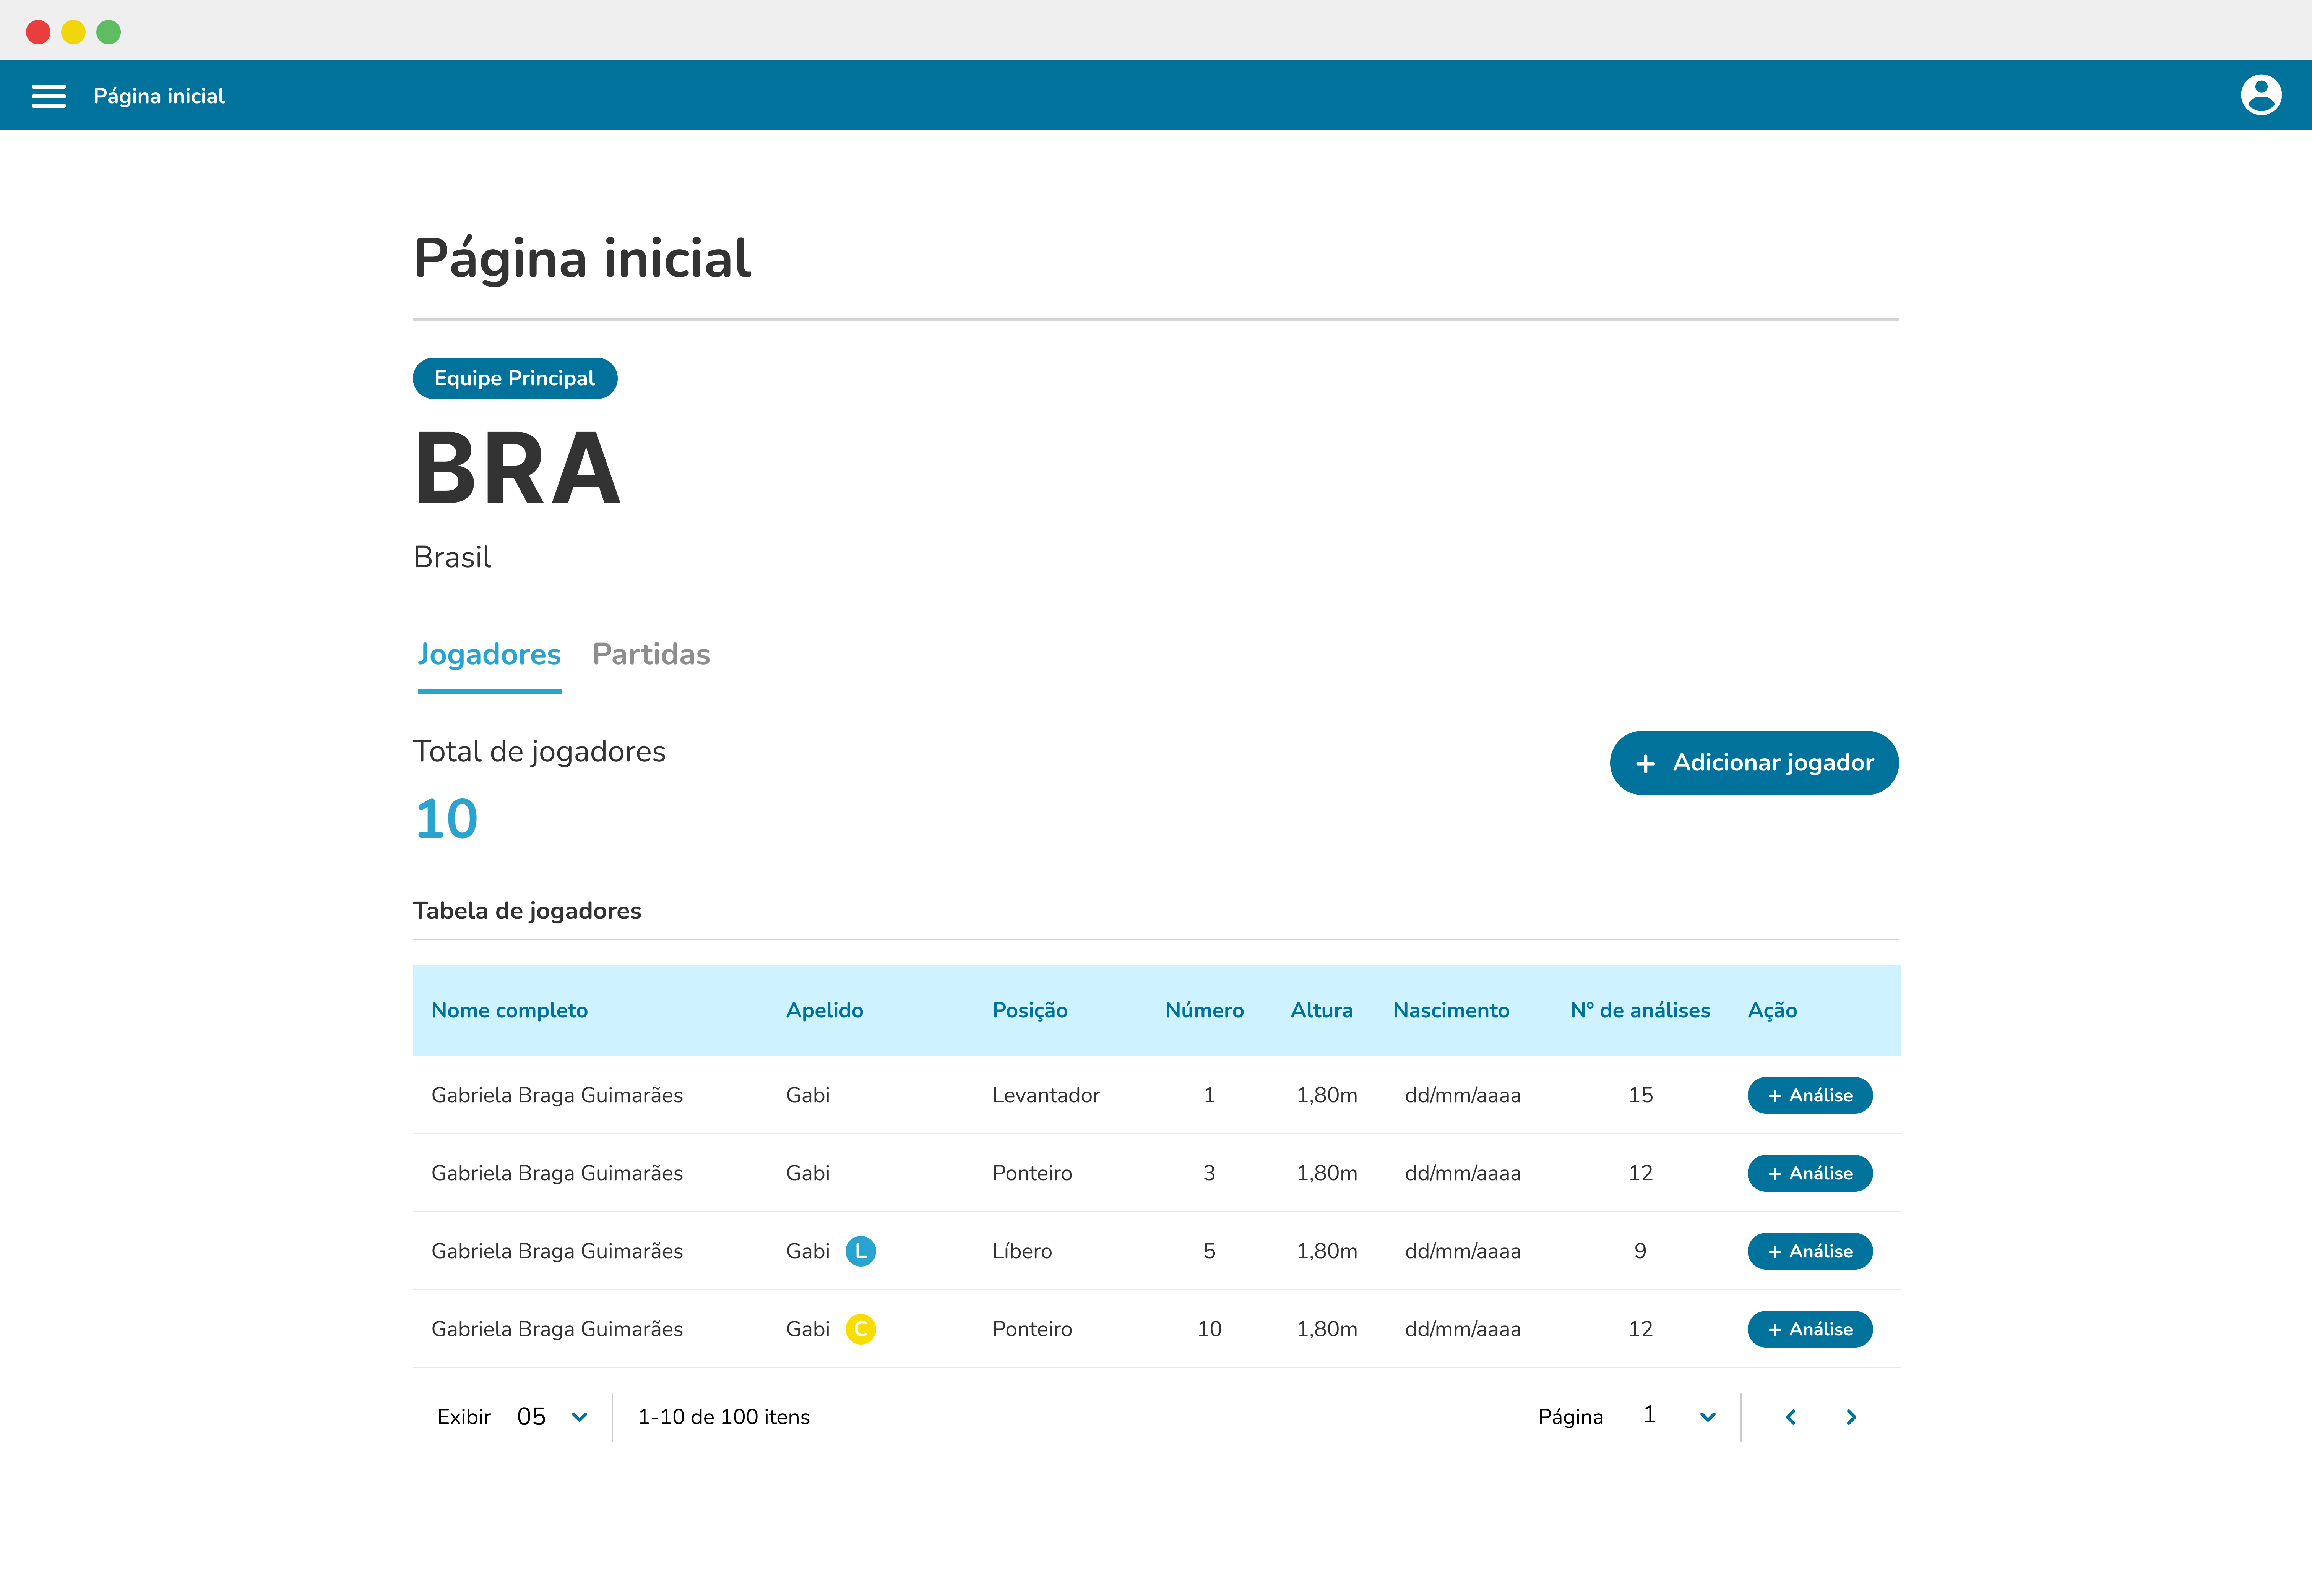 Página inicial
Página inicial
Equipe Principal
BRA
Brasil
Jogadores Partidas
Total de jogadores
+ Adicionar jogador
10
Tabela de jogadores
Nome completo Apelido Posição Número Altura Nascimento Nº de análises Ação
Gabriela Braga Guimarães Gabi Levantador 1 1,80m dd/mm/aaaa 15 + Análise
Gabriela Braga Guimarães Gabi Ponteiro 3 1,80m dd/mm/aaaa 12 + Análise
Gabriela Braga Guimarães Gabi L Líbero 5 1,80m dd/mm/aaaa 9 + Análise
Gabriela Braga Guimarães Gabi C Ponteiro 10 1,80m dd/mm/aaaa 12 + Análise
Exibir 05 1-10 de 100 itens Página 1